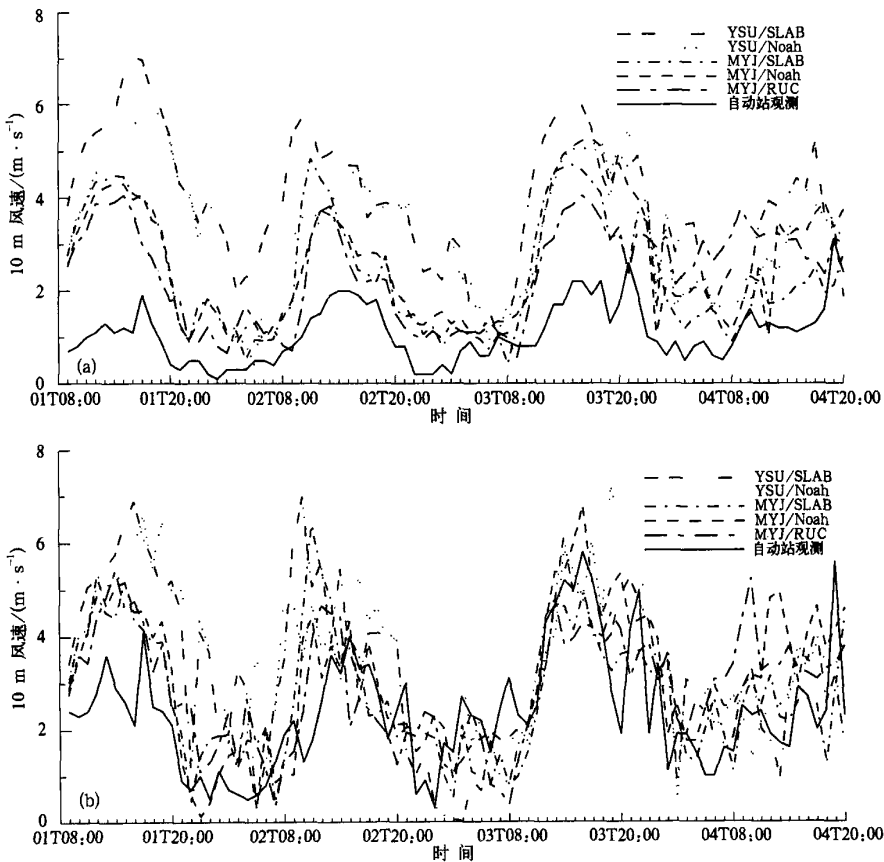 8
YSU/SLAB
YSU/Noah
MYJ/SLAB
MYJ/Noah
MYJ/RUC
自动站观测
6
4
2
0
10 m 风速/(m·s⁻¹)
(a)
01T08:00 01T20:00 02T08:00 02T20:00 03T08:00 03T20:00 04T08:00 04T20:00
时 间
8
YSU/SLAB
YSU/Noah
MYJ/SLAB
MYJ/Noah
MYJ/RUC
自动站观测
6
4
2
0
10 m 风速/(m·s⁻¹)
(b)
01T08:00 01T20:00 02T08:00 02T20:00 03T08:00 03T20:00 04T08:00 04T20:00
时 间